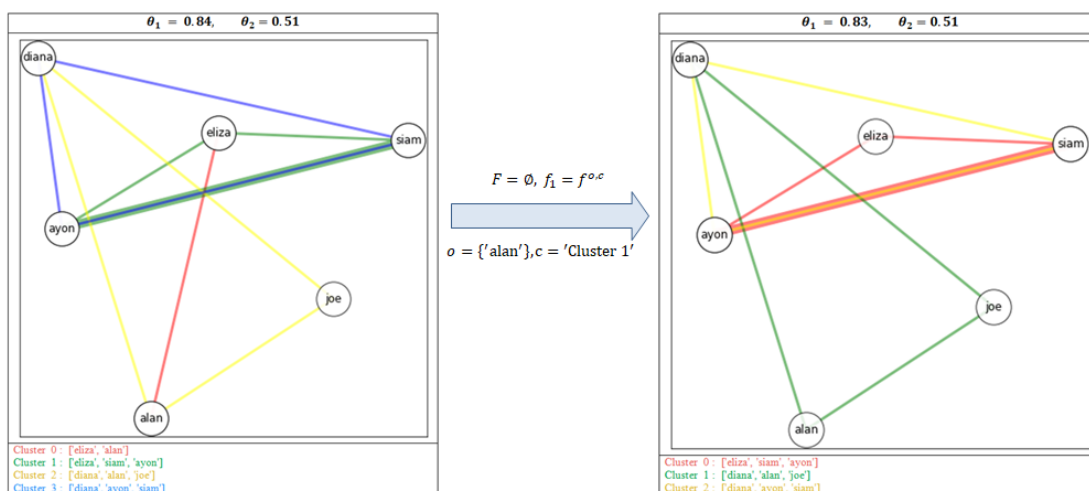 θ₁ = 0.84, θ₂ = 0.51
diana
eliza
siam
ayon
joe
alan
Cluster 0 : ['eliza', 'alan']
Cluster 1 : ['eliza', 'siam', 'ayon']
Cluster 2 : ['diana', 'alan', 'joe']
Cluster 3 : ['diana', 'ayon', 'siam']
F = ∅, f₁ = f^{o,c}
o = {'alan'}, c = 'Cluster 1'
θ₁ = 0.83, θ₂ = 0.51
diana
eliza
siam
ayon
joe
alan
Cluster 0 : ['eliza', 'siam', 'ayon']
Cluster 1 : ['diana', 'alan', 'joe']
Cluster 2 : ['diana', 'ayon', 'siam']